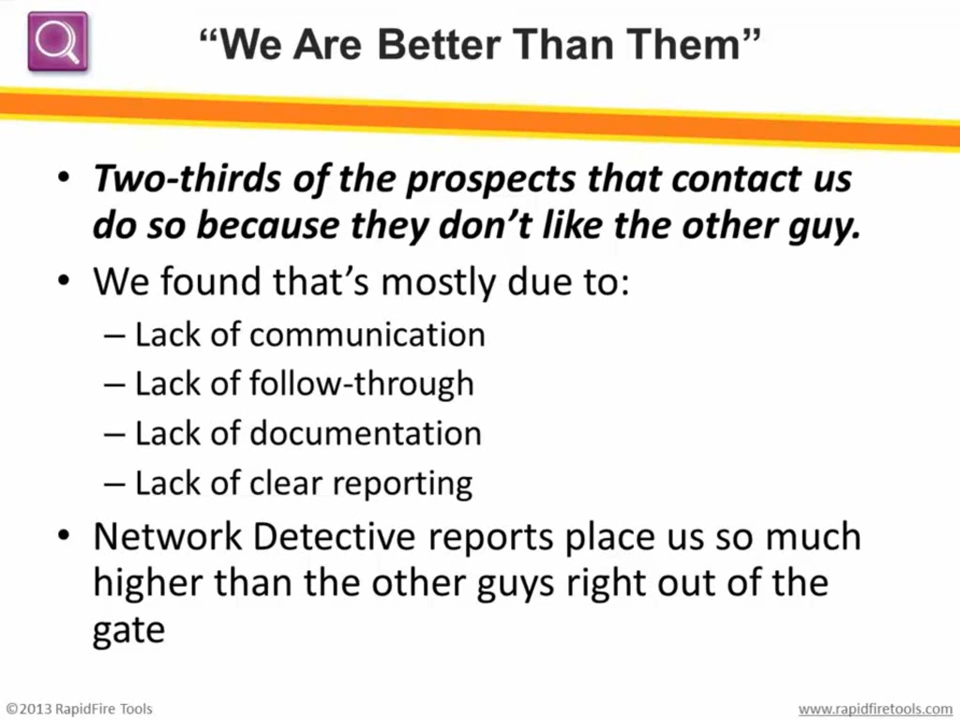 “We Are Better Than Them”
• Two-thirds of the prospects that contact us
do so because they don’t like the other guy.
• We found that’s mostly due to:
– Lack of communication
– Lack of follow-through
– Lack of documentation
– Lack of clear reporting
• Network Detective reports place us so much
higher than the other guys right out of the
gate
©2013 RapidFire Tools
www.rapidfiretools.com